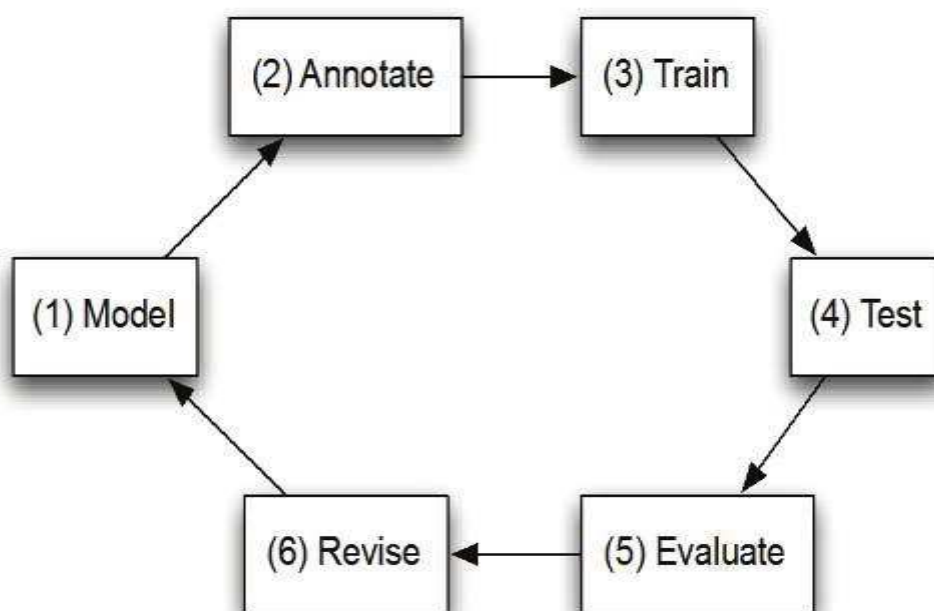 (2) Annotate
(3) Train
(1) Model
(4) Test
(6) Revise
(5) Evaluate